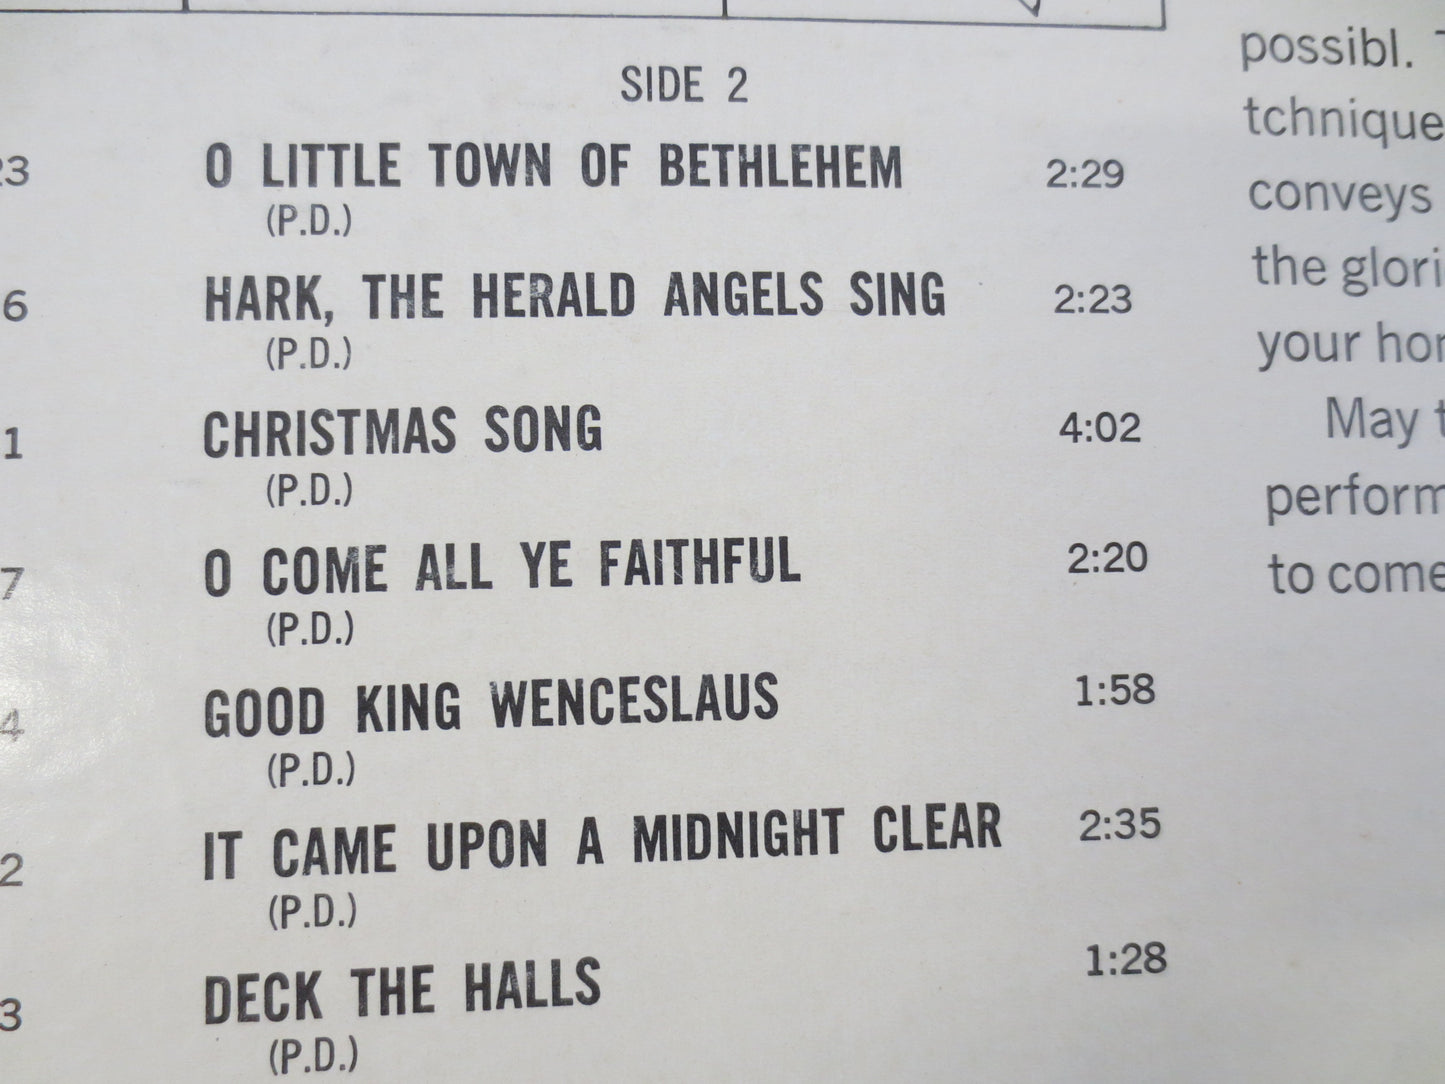 SIDE 2
23
O LITTLE TOWN OF BETHLEHEM 2:29
(P.D.)
6
HARK, THE HERALD ANGELS SING 2:23
(P.D.)
1
CHRISTMAS SONG 4:02
(P.D.)
7
O COME ALL YE FAITHFUL 2:20
(P.D.)
4
GOOD KING WENCESLAUS 1:58
(P.D.)
2
IT CAME UPON A MIDNIGHT CLEAR 2:35
(P.D.)
3
DECK THE HALLS 1:28
(P.D.)
possibl.
tchnique
conveys
the glori
your
May
perform
to come